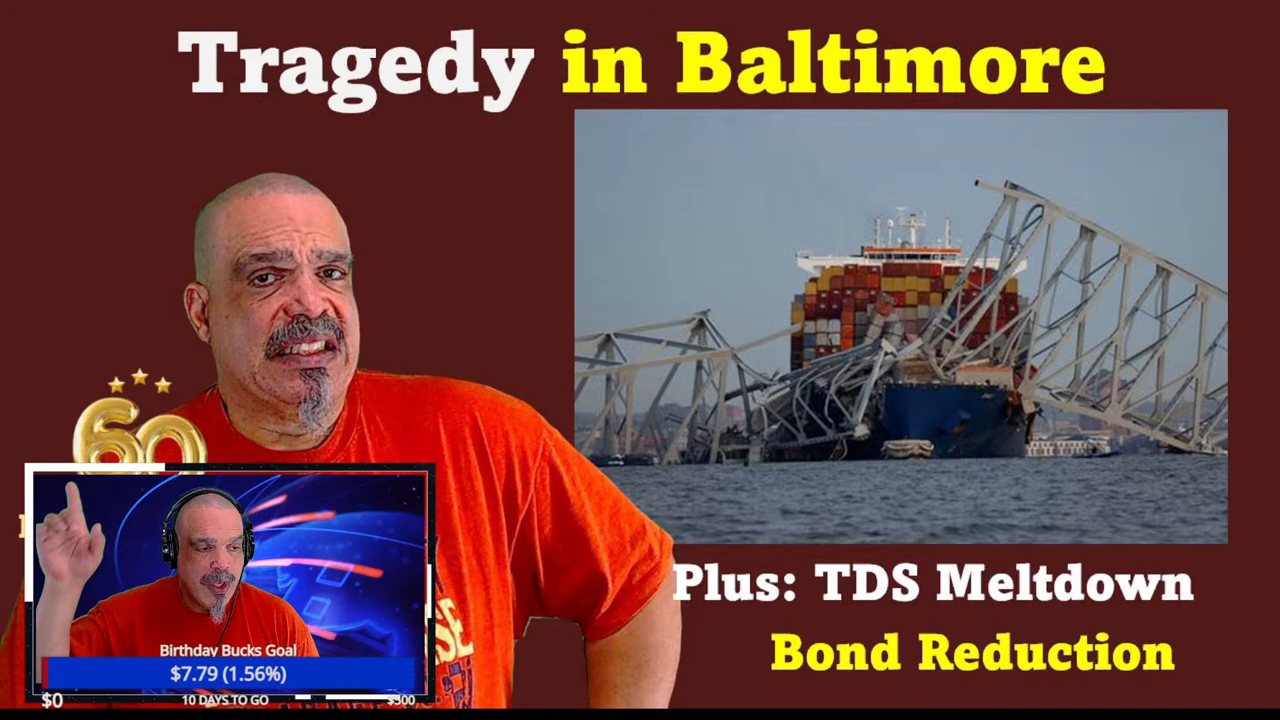 Tragedy in Baltimore
60
Plus: TDS Meltdown
Bond Reduction
Birthday Bucks Goal
$7.79 (1.56%)
$0 10 DAYS TO GO $500